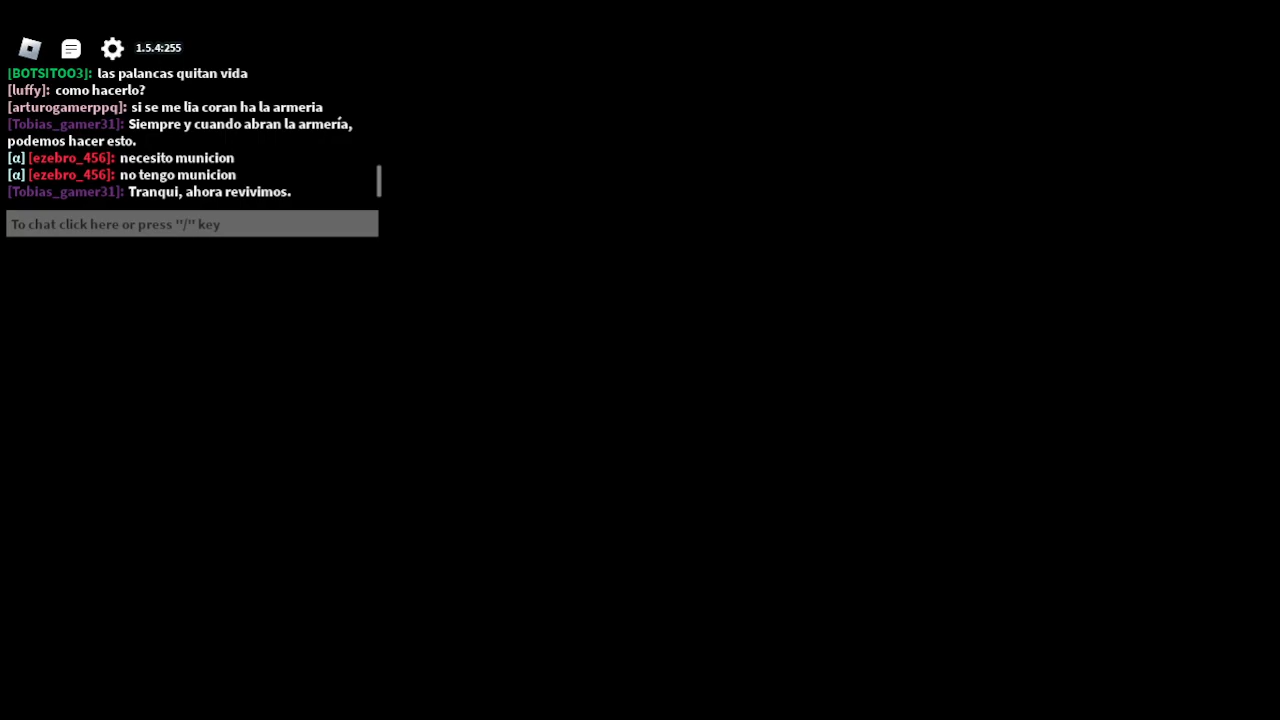 1.5.4:255
[BOTSITOO3]: las palancas quitan vida
[luffy]: como hacerlo?
[arturogamerppq]: si se me lia coran ha la armeria
[Tobias_gamer31]: Siempre y cuando abran la armería,
podemos hacer esto.
[α] [ezebro_456]: necesito municion
[α] [ezebro_456]: no tengo municion
[Tobias_gamer31]: Tranqui, ahora revivimos.
To chat click here or press "/" key